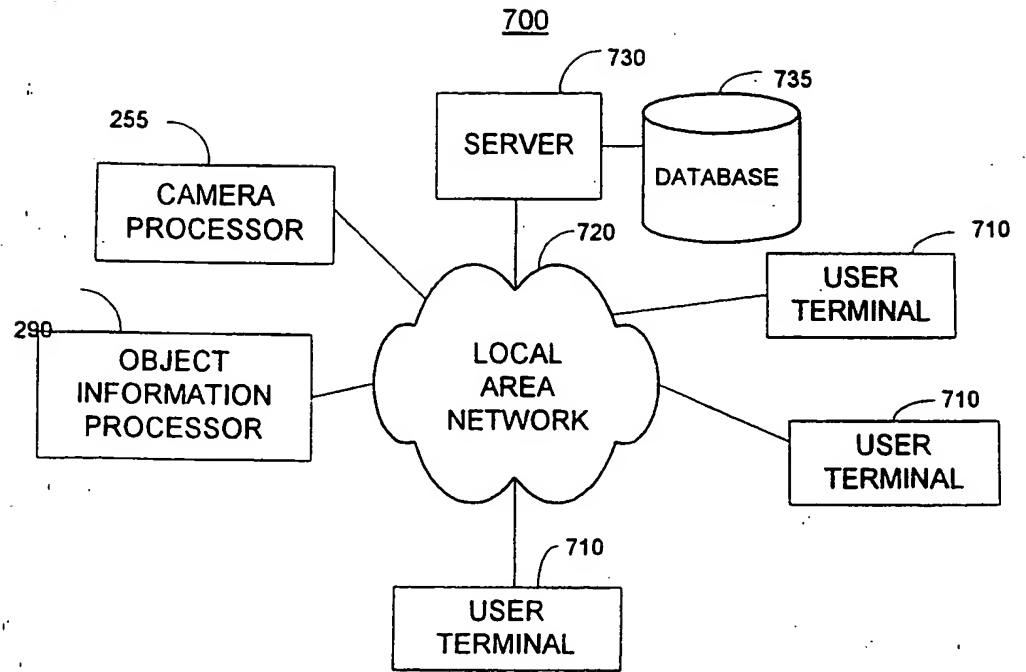 700
730
735
SERVER
DATABASE
255
CAMERA
PROCESSOR
720
710
USER
TERMINAL
290
OBJECT
INFORMATION
PROCESSOR
LOCAL
AREA
NETWORK
710
USER
TERMINAL
710
USER
TERMINAL